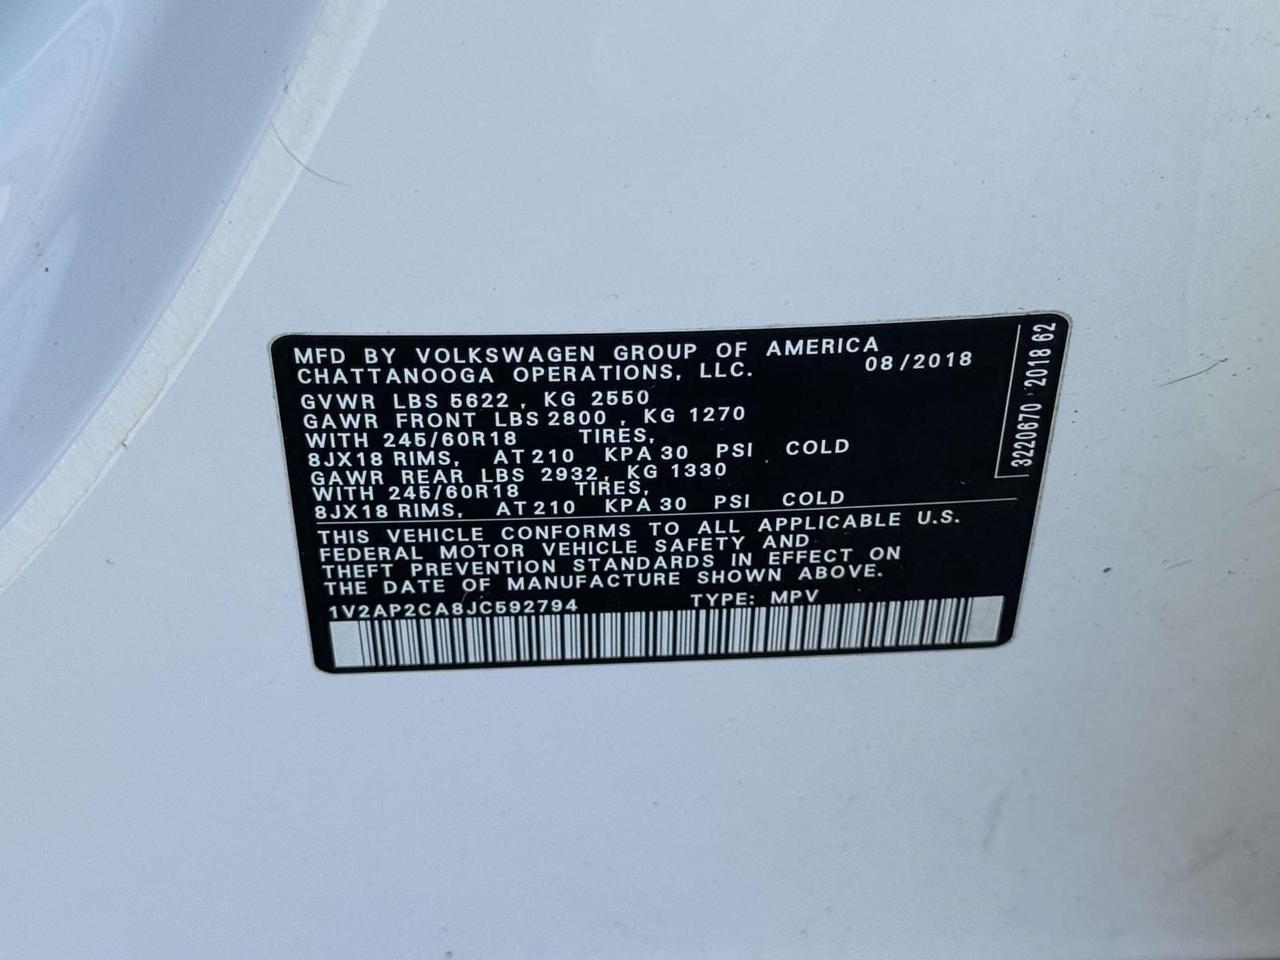 MFD BY VOLKSWAGEN GROUP OF AMERICA
CHATTANOOGA OPERATIONS, LLC. 08/2018
GVWR LBS 5622, KG 2550
GAWR FRONT LBS 2800, KG 1270
WITH 245/60R18 TIRES,
8JX18 RIMS, AT 210 KPA 30 PSI COLD
GAWR REAR LBS 2932, KG 1330
WITH 245/60R18 TIRES,
8JX18 RIMS, AT 210 KPA 30 PSI COLD
THIS VEHICLE CONFORMS TO ALL APPLICABLE U.S.
FEDERAL MOTOR VEHICLE SAFETY AND
THEFT PREVENTION STANDARDS IN EFFECT ON
THE DATE OF MANUFACTURE SHOWN ABOVE.
1V2AP2CA8JC592794 TYPE: MPV
3220670 2018 62